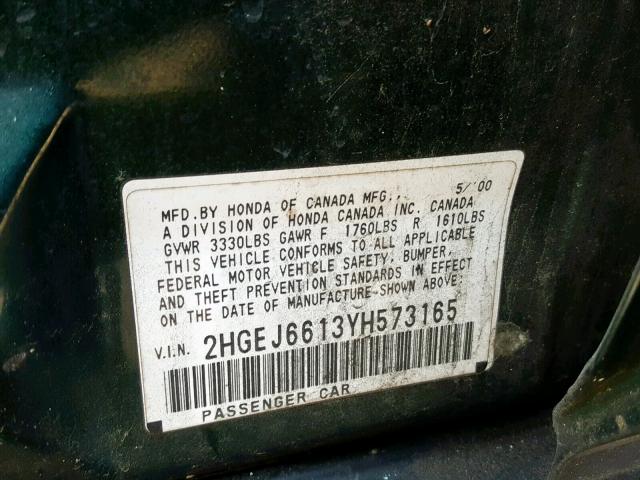 MFD.BY HONDA OF CANADA MFG., 5/'00
A DIVISION OF HONDA CANADA INC. CANADA
GVWR 3330LBS GAWR F 1760LBS R 1610LBS
THIS VEHICLE CONFORMS TO ALL APPLICABLE
FEDERAL MOTOR VEHICLE SAFETY, BUMPER,
AND THEFT PREVENTION STANDARDS IN EFFECT
ON THE DATE OF MANUFACTURE SHOWN ABOVE.
V.I.N. 2HGEJ6613YH573165
PASSENGER CAR